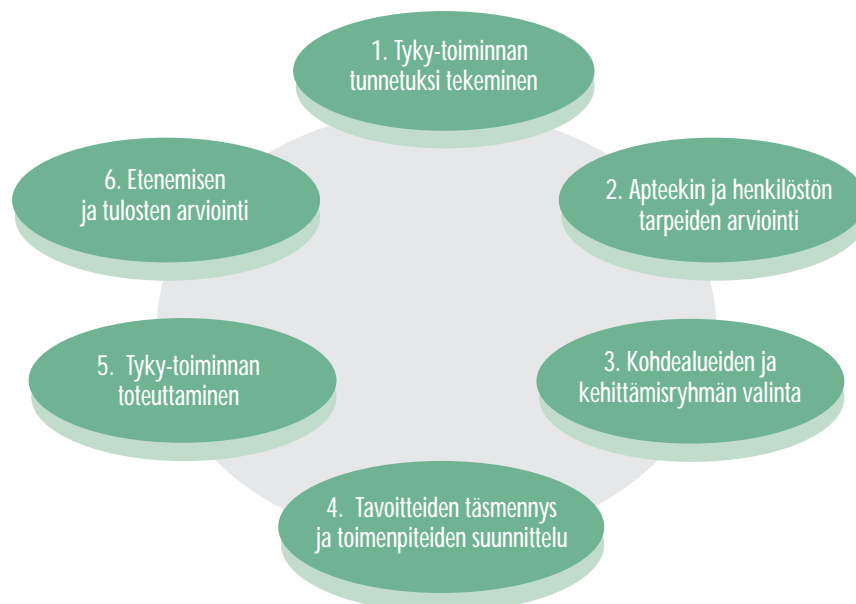 1. Tyky-toiminnan
tunnetuksi tekeminen
2. Apteekin ja henkilöstön
tarpeiden arviointi
3. Kohdealueiden ja
kehittämisryhmän valinta
4. Tavoitteiden täsmennys
ja toimenpiteiden suunnittelu
5. Tyky-toiminnan
toteuttaminen
6. Etenemisen
ja tulosten arviointi